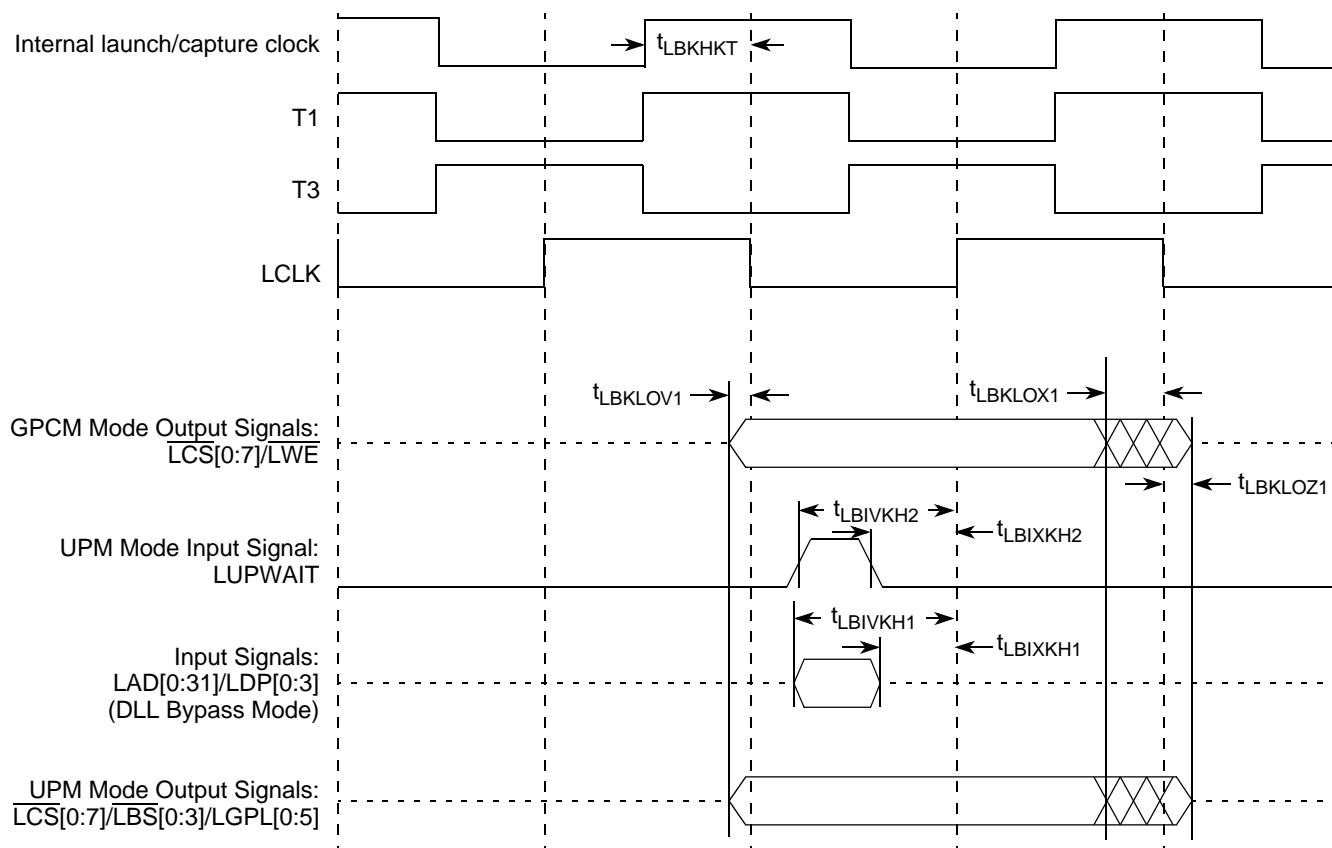 Internal launch/capture clock
tLBKHKT
T1
T3
LCLK
tLBKLOV1
tLBKLOX1
GPCM Mode Output Signals:
LCS[0:7]/LWE
tLBKLOZ1
tLBIVKH2
tLBIXKH2
UPM Mode Input Signal:
LUPWAIT
tLBIVKH1
tLBIXKH1
Input Signals:
LAD[0:31]/LDP[0:3]
(DLL Bypass Mode)
UPM Mode Output Signals:
LCS[0:7]/LBS[0:3]/LGPL[0:5]